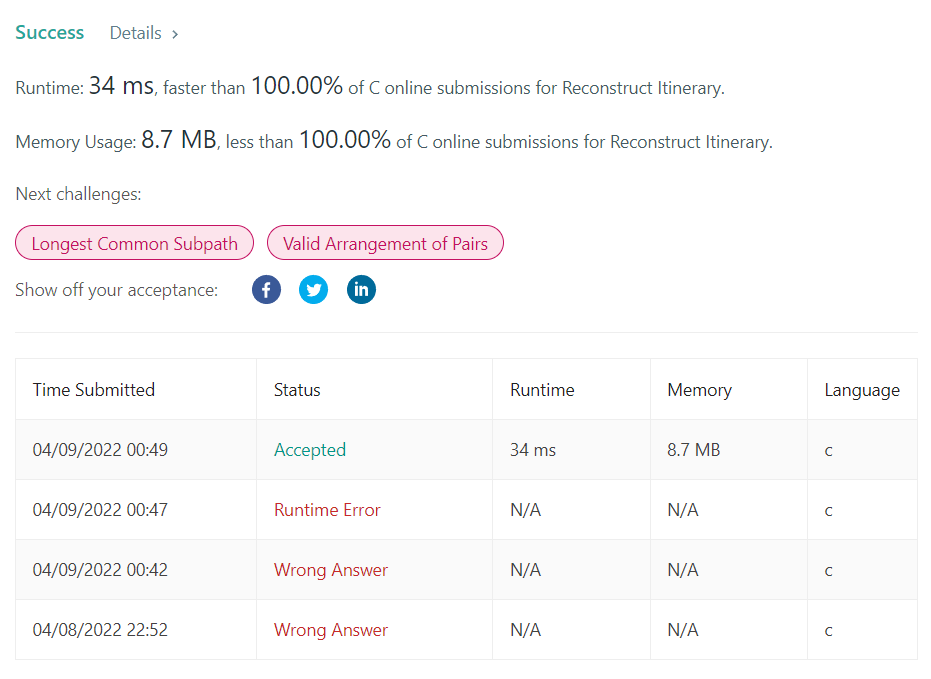 Success Details >
Runtime: 34 ms, faster than 100.00% of C online submissions for Reconstruct Itinerary.
Memory Usage: 8.7 MB, less than 100.00% of C online submissions for Reconstruct Itinerary.
Next challenges:
Longest Common Subpath Valid Arrangement of Pairs
Show off your acceptance: f in
Time Submitted Status Runtime Memory Language
04/09/2022 00:49 Accepted 34 ms 8.7 MB c
04/09/2022 00:47 Runtime Error N/A N/A c
04/09/2022 00:42 Wrong Answer N/A N/A c
04/08/2022 22:52 Wrong Answer N/A N/A c